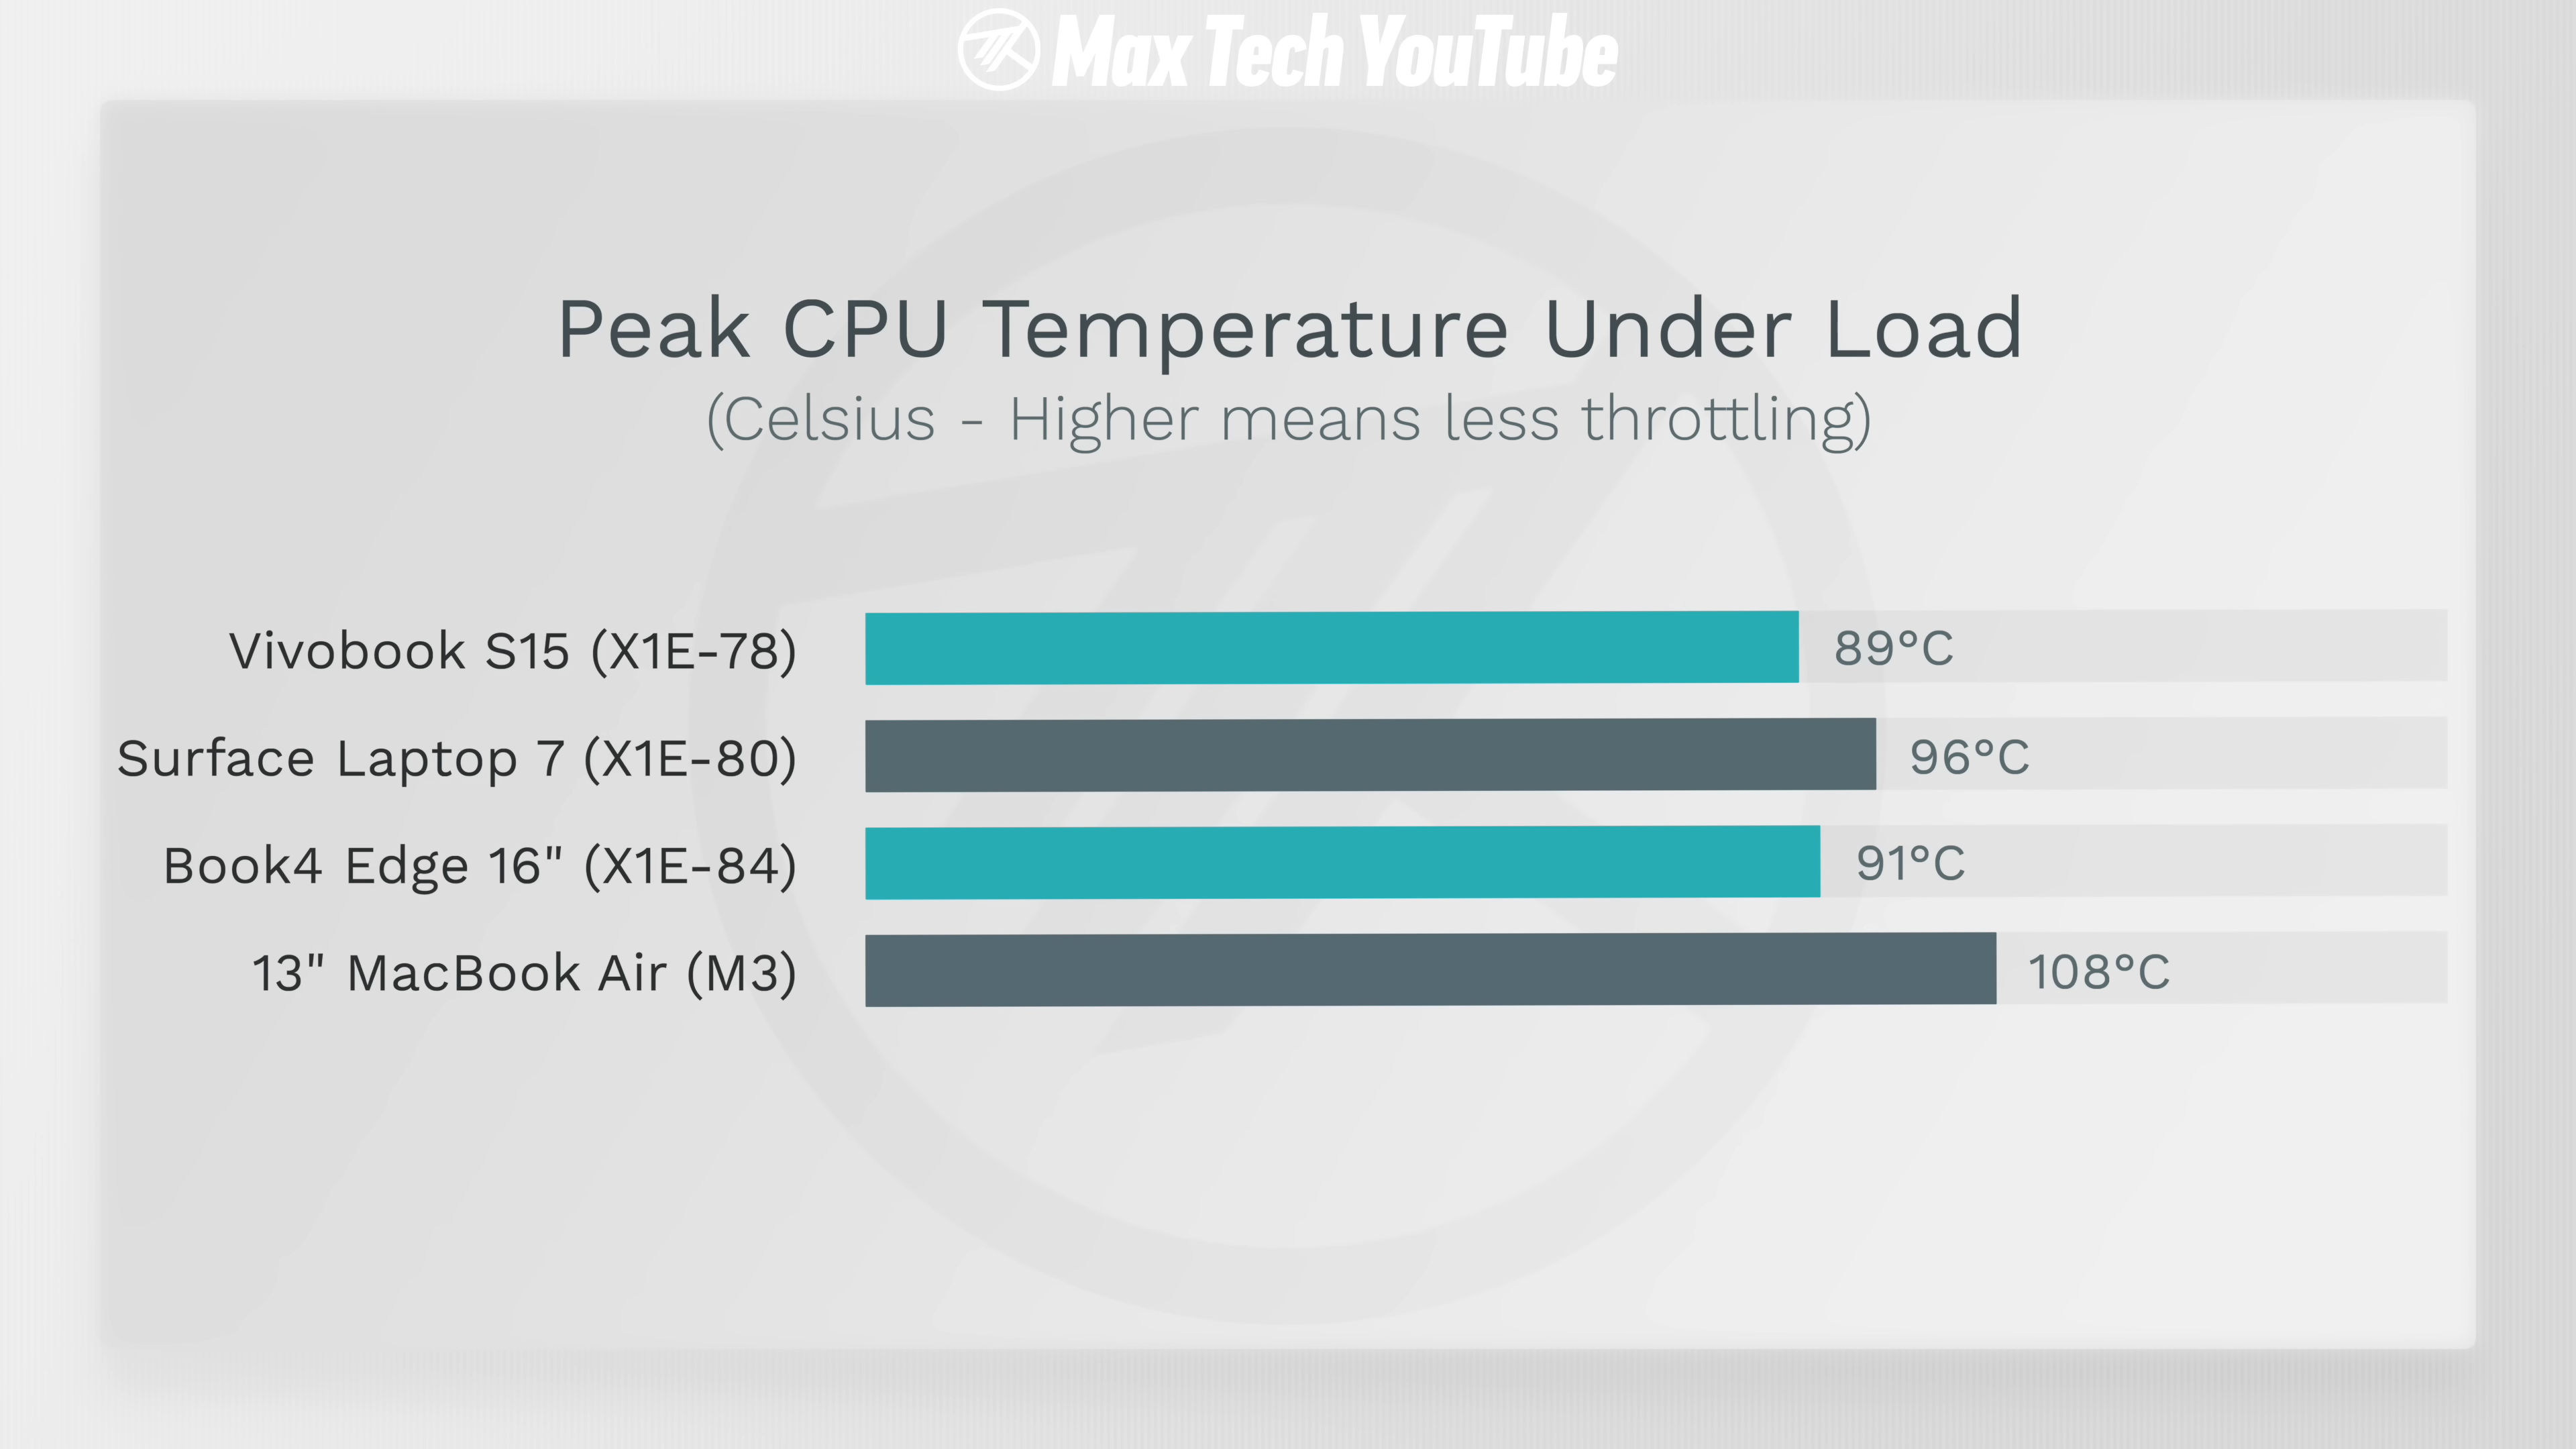 Max Tech YouTube
Peak CPU Temperature Under Load
(Celsius - Higher means less throttling)
Vivobook S15 (X1E-78) 89°C
Surface Laptop 7 (X1E-80) 96°C
Book4 Edge 16" (X1E-84) 91°C
13" MacBook Air (M3) 108°C